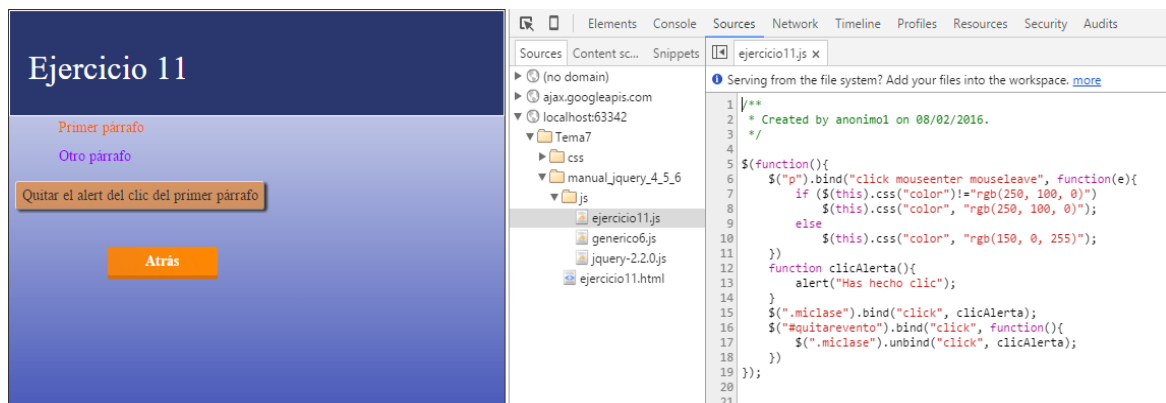 Ejercicio 11
Primer párrafo
Otro párrafo
Quitar el alert del clic del primer párrafo
Atrás
Elements Console Sources Network Timeline Profiles Resources Security Audits
Sources Content sc... Snippets
ejercicio11.js ×
(no domain)
ajax.googleapis.com
localhost:63342
Tema7
css
manual_jquery_4_5_6
js
ejercicio11.js
generico6.js
jquery-2.2.0.js
ejercicio11.html
Serving from the file system? Add your files into the workspace. more
1 /**
2 * Created by anonimo1 on 08/02/2016.
3 */
4
5 $(function(){
6 $("p").bind("click mouseenter mouseleave", function(e){
7 if ($(this).css("color")!="rgb(250, 100, 0)")
8 $(this).css("color", "rgb(250, 100, 0)");
9 else
10 $(this).css("color", "rgb(150, 0, 255)");
11 })
12 function clicAlerta(){
13 alert("Has hecho clic");
14 }
15 $(".miclase").bind("click", clicAlerta);
16 $("#quitarevento").bind("click", function(){
17 $(".miclase").unbind("click", clicAlerta);
18 })
19 });
20
21